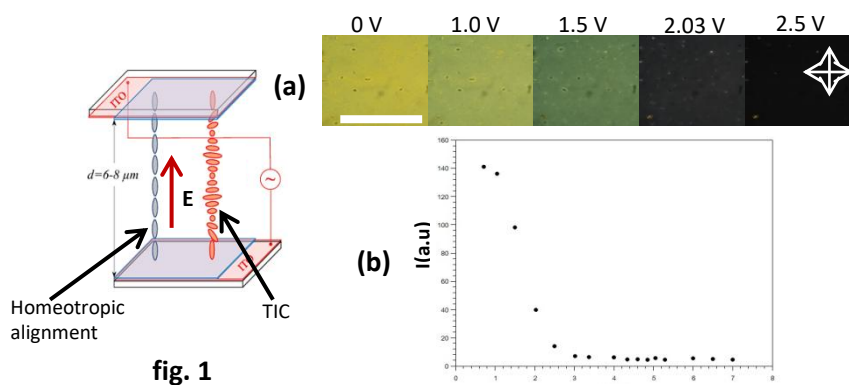 0 V 1.0 V 1.5 V 2.03 V 2.5 V
(a)
ITO
d=6-8 μm
E
~
ITO
Homeotropic
alignment
TIC
fig. 1
(b)
I(a.u)
160
140
120
100
80
60
40
20
0
0 1 2 3 4 5 6 7 8